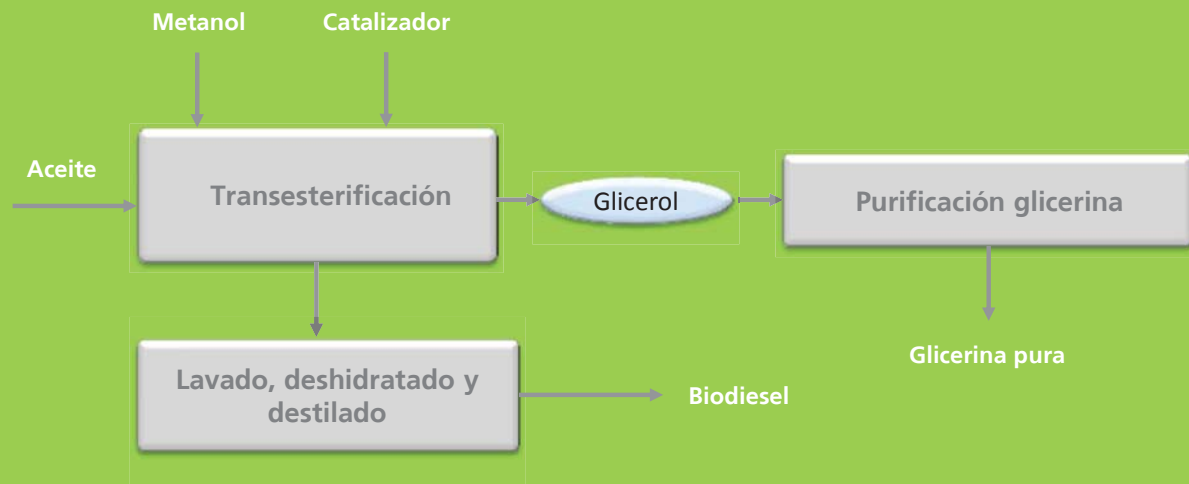 Metanol
Catalizador
Aceite
Transesterificación
Glicerol
Purificación glicerina
Glicerina pura
Lavado, deshidratado y
destilado
Biodiesel